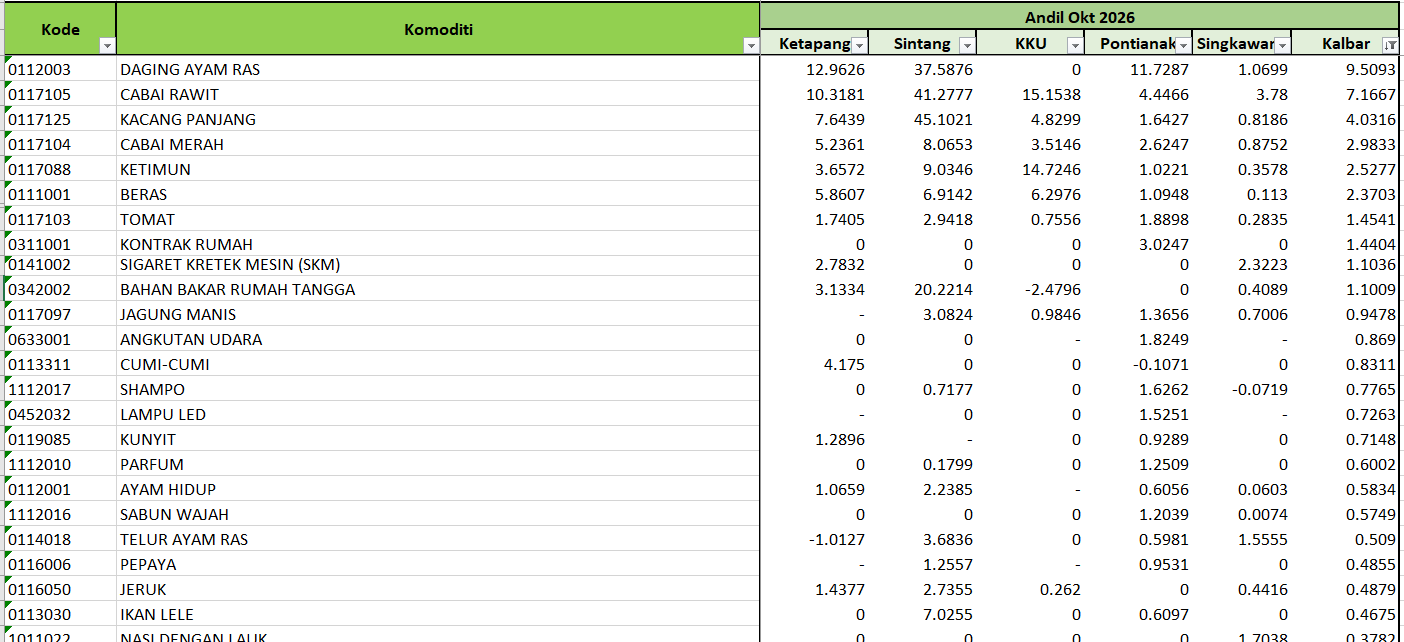 Kode Komoditi Andil Okt 2026
Ketapang Sintang KKU Pontianak Singkawan Kalbar
0112003 DAGING AYAM RAS 12.9626 37.5876 0 11.7287 1.0699 9.5093
0117105 CABAI RAWIT 10.3181 41.2777 15.1538 4.4466 3.78 7.1667
0117125 KACANG PANJANG 7.6439 45.1021 4.8299 1.6427 0.8186 4.0316
0117104 CABAI MERAH 5.2361 8.0653 3.5146 2.6247 0.8752 2.9833
0117088 KETIMUN 3.6572 9.0346 14.7246 1.0221 0.3578 2.5277
0111001 BERAS 5.8607 6.9142 6.2976 1.0948 0.113 2.3703
0117103 TOMAT 1.7405 2.9418 0.7556 1.8898 0.2835 1.4541
0311001 KONTRAK RUMAH 0 0 0 3.0247 0 1.4404
0141002 SIGARET KRETEK MESIN (SKM) 2.7832 0 0 0 2.3223 1.1036
0342002 BAHAN BAKAR RUMAH TANGGA 3.1334 20.2214 -2.4796 0 0.4089 1.1009
0117097 JAGUNG MANIS - 3.0824 0.9846 1.3656 0.7006 0.9478
0633001 ANGKUTAN UDARA 0 0 - 1.8249 - 0.869
0113311 CUMI-CUMI 4.175 0 0 -0.1071 0 0.8311
1112017 SHAMPO 0 0.7177 0 1.6262 -0.0719 0.7765
0452032 LAMPU LED - 0 0 1.5251 - 0.7263
0119085 KUNYIT 1.2896 - 0 0.9289 0 0.7148
1112010 PARFUM 0 0.1799 0 1.2509 0 0.6002
0112001 AYAM HIDUP 1.0659 2.2385 - 0.6056 0.0603 0.5834
1112016 SABUN WAJAH 0 0 0 1.2039 0.0074 0.5749
0114018 TELUR AYAM RAS -1.0127 3.6836 0 0.5981 1.5555 0.509
0116006 PEPAYA - 1.2557 - 0.9531 0 0.4855
0116050 JERUK 1.4377 2.7355 0.262 0 0.4416 0.4879
0113030 IKAN LELE 0 7.0255 0 0.6097 0 0.4675
1011022 NASI DENGAN LAUK 0 0 0 0 1.7038 0.3782